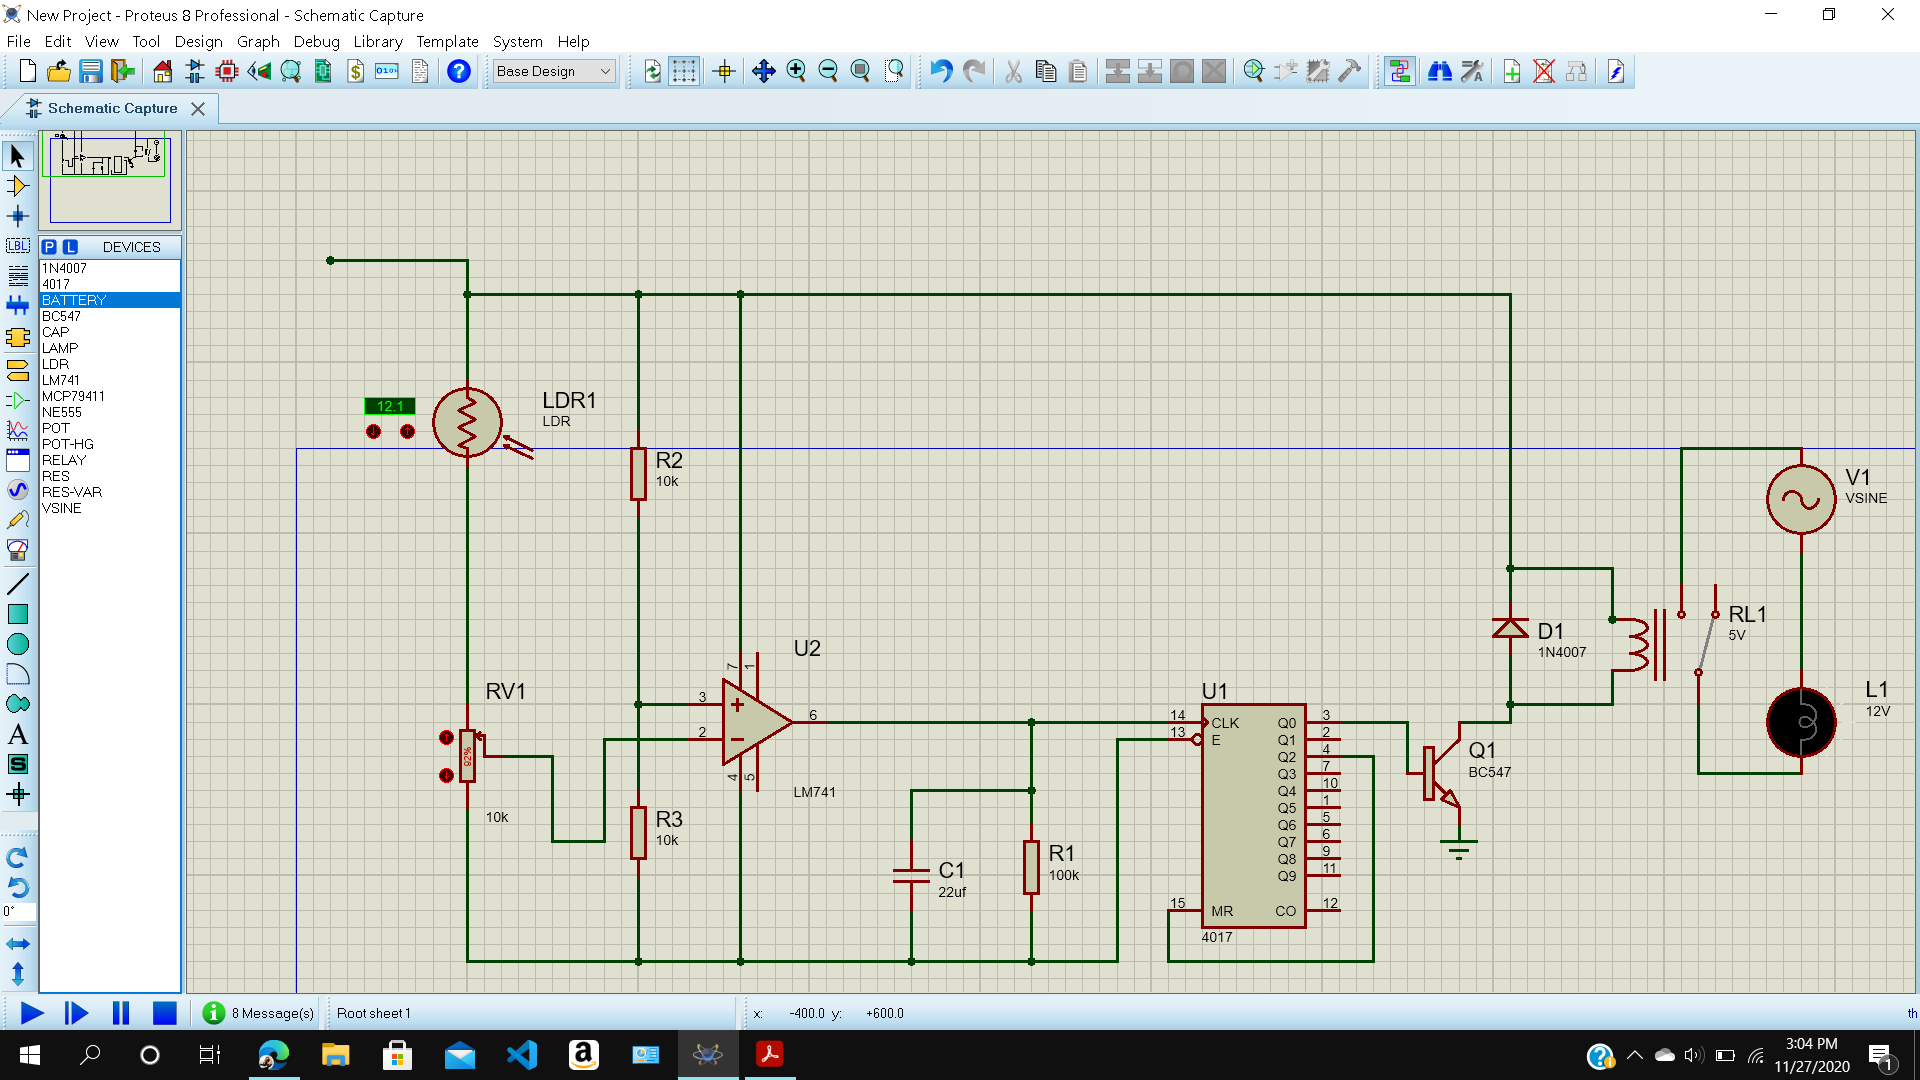 New Project - Proteus 8 Professional - Schematic Capture
File Edit View Tool Design Graph Debug Library Template System Help
Base Design
Schematic Capture
P L DEVICES
1N4007
4017
BATTERY
BC547
CAP
LAMP
LDR
LM741
MCP79411
NE555
POT
POT-HG
RELAY
RES
RES-VAR
VSINE
LBL
A
S
0°
12.1
LDR1
LDR
R2
10k
V1
VSINE
RL1
5V
D1
1N4007
U2
7 1
3
2
6
4 5
LM741
RV1
92%
10k
R3
10k
L1
12V
U1
14 CLK Q0 3
13 E Q1 2
Q2 4
Q3 7
Q4 10
Q5 1
Q6 5
Q7 6
Q8 9
Q9 11
15 MR CO 12
4017
Q1
BC547
C1
22uf
R1
100k
8 Message(s)
Root sheet 1
x: -400.0 y: +600.0
th
3:04 PM
11/27/2020
1